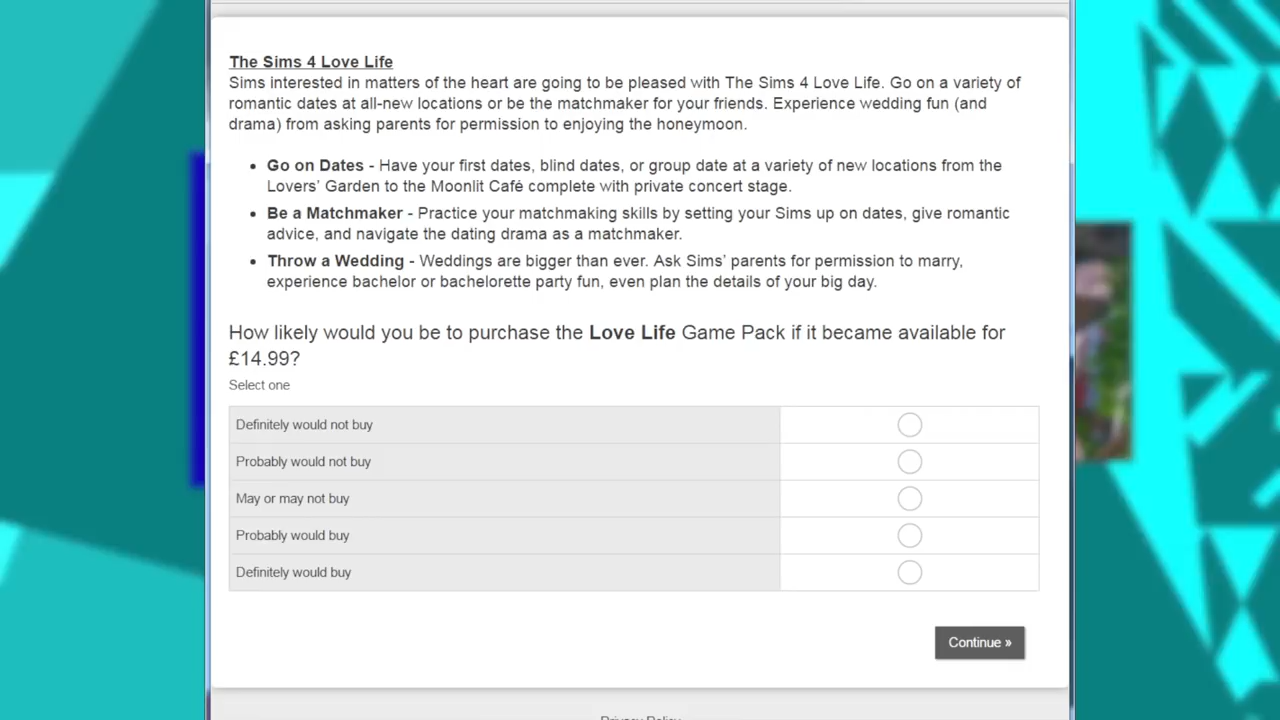 The Sims 4 Love Life
Sims interested in matters of the heart are going to be pleased with The Sims 4 Love Life. Go on a variety of
romantic dates at all-new locations or be the matchmaker for your friends. Experience wedding fun (and
drama) from asking parents for permission to enjoying the honeymoon.
• Go on Dates - Have your first dates, blind dates, or group date at a variety of new locations from the
Lovers’ Garden to the Moonlit Café complete with private concert stage.
• Be a Matchmaker - Practice your matchmaking skills by setting your Sims up on dates, give romantic
advice, and navigate the dating drama as a matchmaker.
• Throw a Wedding - Weddings are bigger than ever. Ask Sims’ parents for permission to marry,
experience bachelor or bachelorette party fun, even plan the details of your big day.
How likely would you be to purchase the Love Life Game Pack if it became available for
£14.99?
Select one
Definitely would not buy
Probably would not buy
May or may not buy
Probably would buy
Definitely would buy
Continue »
Privacy Policy